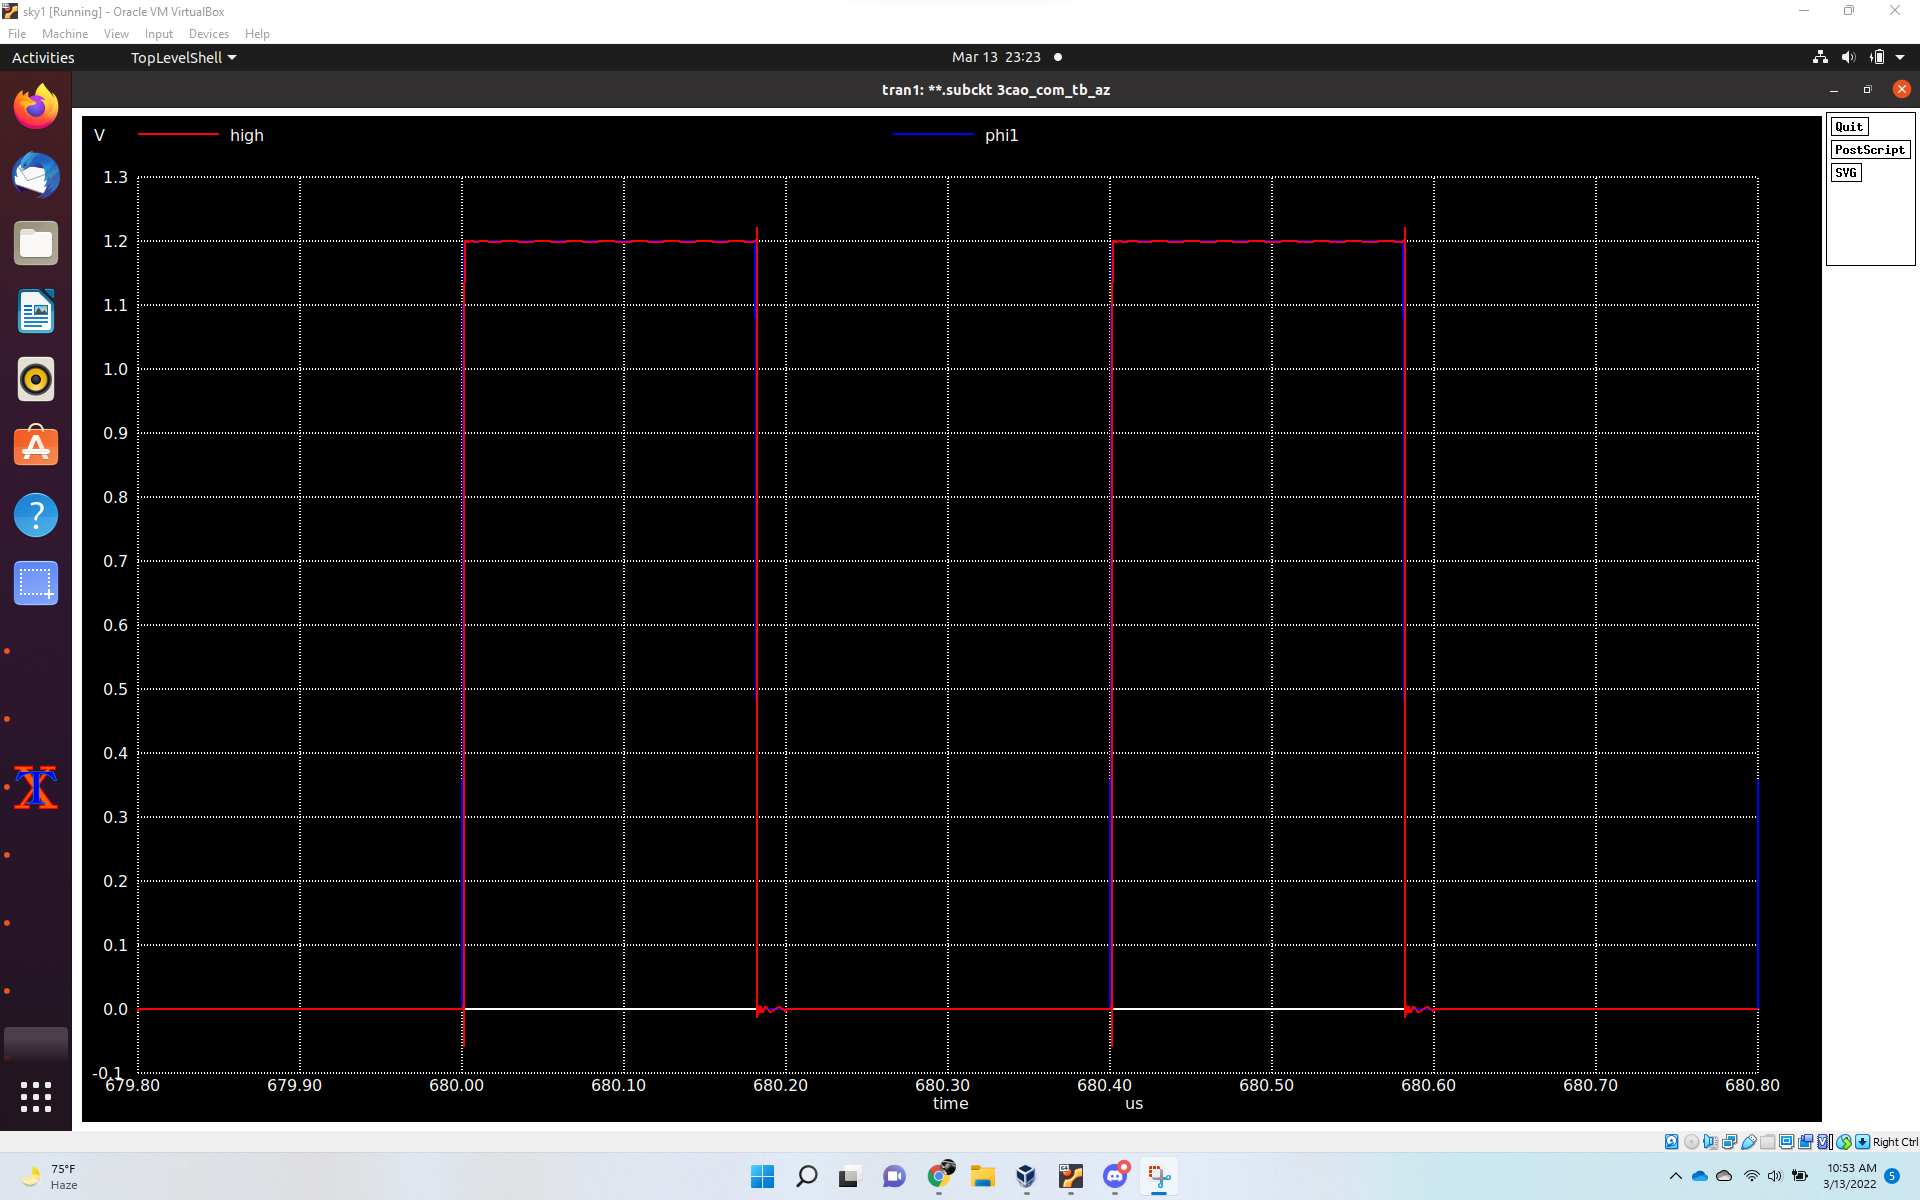 sky1 [Running] - Oracle VM VirtualBox
File Machine View Input Devices Help
Activities TopLevelShell Mar 13 23:23
tran1: **.subckt 3cao_com_tb_az
V high phi1
Quit
PostScript
SVG
1.3
1.2
1.1
1.0
0.9
0.8
0.7
0.6
0.5
0.4
0.3
0.2
0.1
0.0
-0.1
679.80 679.90 680.00 680.10 680.20 680.30 680.40 680.50 680.60 680.70 680.80
time us
Right Ctrl
75°F
Haze
10:53 AM
3/13/2022
5